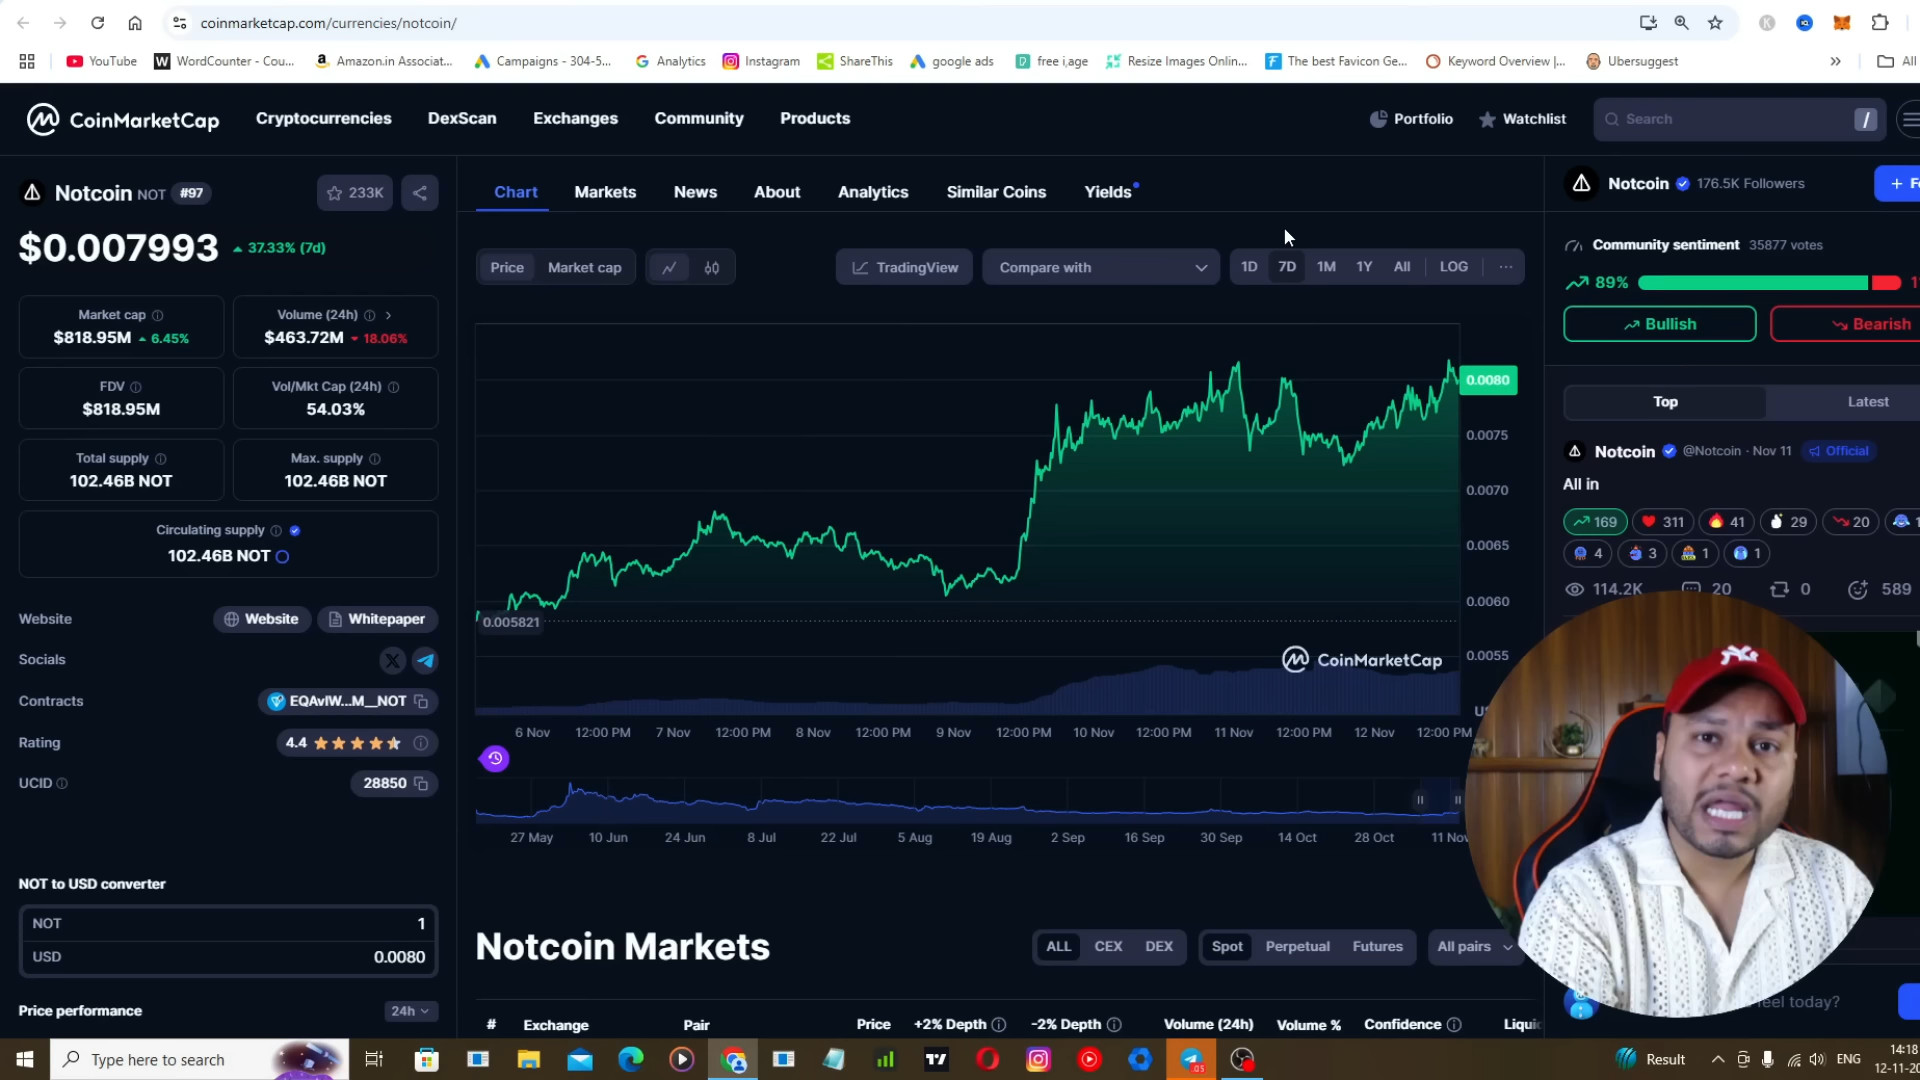 coinmarketcap.com/currencies/notcoin/
YouTube
WordCounter - Cou...
Amazon.in Associat...
Campaigns - 304-5...
Analytics
Instagram
ShareThis
google ads
free i,age
Resize Images Onlin...
The best Favicon Ge...
Keyword Overview |...
Ubersuggest
»
All
CoinMarketCap
Cryptocurrencies
DexScan
Exchanges
Community
Products
Portfolio
Watchlist
Search
/
Notcoin NOT #97
233K
$0.007993
37.33% (7d)
Market cap
$818.95M 6.45%
Volume (24h) >
$463.72M 18.06%
FDV
$818.95M
Vol/Mkt Cap (24h)
54.03%
Total supply
102.46B NOT
Max. supply
102.46B NOT
Circulating supply
102.46B NOT
Website
Website
Whitepaper
Socials
Contracts
EQAvlW...M__NOT
Rating
4.4
UCID
28850
NOT to USD converter
NOT 1
USD 0.0080
Price performance
24h
Chart
Markets
News
About
Analytics
Similar Coins
Yields
Price
Market cap
TradingView
Compare with
1D
7D
1M
1Y
All
LOG
...
0.0080
0.0075
0.0070
0.0065
0.0060
0.0055
0.005821
CoinMarketCap
6 Nov
12:00 PM
7 Nov
12:00 PM
8 Nov
12:00 PM
9 Nov
12:00 PM
10 Nov
12:00 PM
11 Nov
12:00 PM
12 Nov
12:00 PM
27 May
10 Jun
24 Jun
8 Jul
22 Jul
5 Aug
19 Aug
2 Sep
16 Sep
30 Sep
14 Oct
28 Oct
11 Nov
Notcoin Markets
ALL
CEX
DEX
Spot
Perpetual
Futures
All pairs
#
Exchange
Pair
Price
+2% Depth
-2% Depth
Volume (24h)
Volume %
Confidence
Notcoin
176.5K Followers
Community sentiment 35877 votes
89%
Bullish
Bearish
Top
Latest
Notcoin @Notcoin · Nov 11 Official
All in
169
311
41
29
20
4
3
1
1
114.2K
20
0
589
feel today?
Type here to search
Result
ENG
14:18